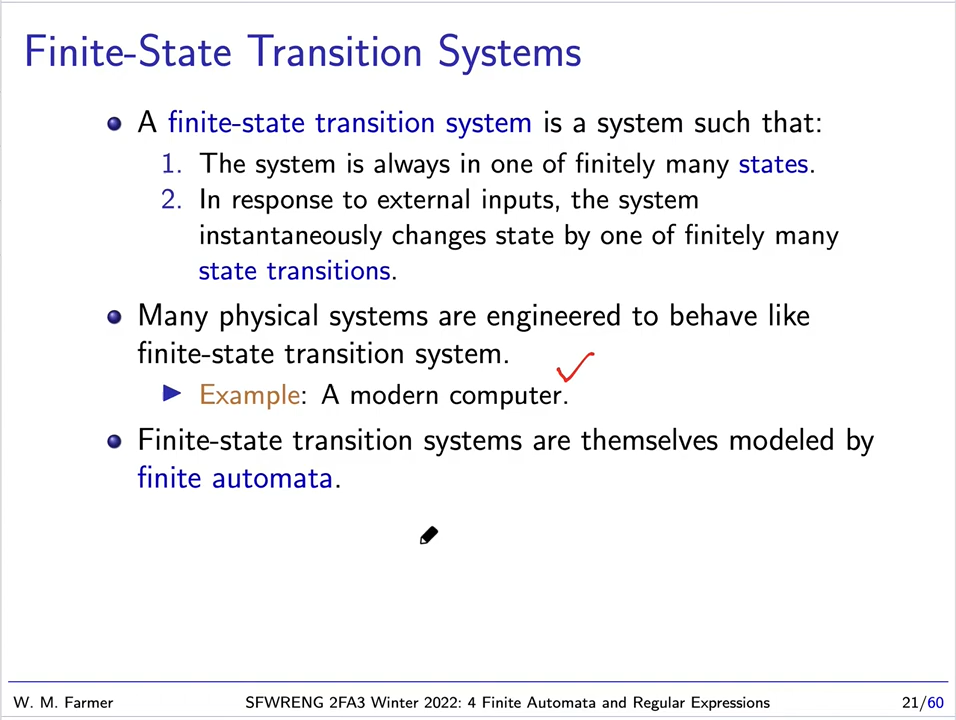 Finite-State Transition Systems
A finite-state transition system is a system such that:
1. The system is always in one of finitely many states.
2. In response to external inputs, the system
instantaneously changes state by one of finitely many
state transitions.
Many physical systems are engineered to behave like
finite-state transition system.
Example: A modern computer.
Finite-state transition systems are themselves modeled by
finite automata.
W. M. Farmer SFWRENG 2FA3 Winter 2022: 4 Finite Automata and Regular Expressions 21/60